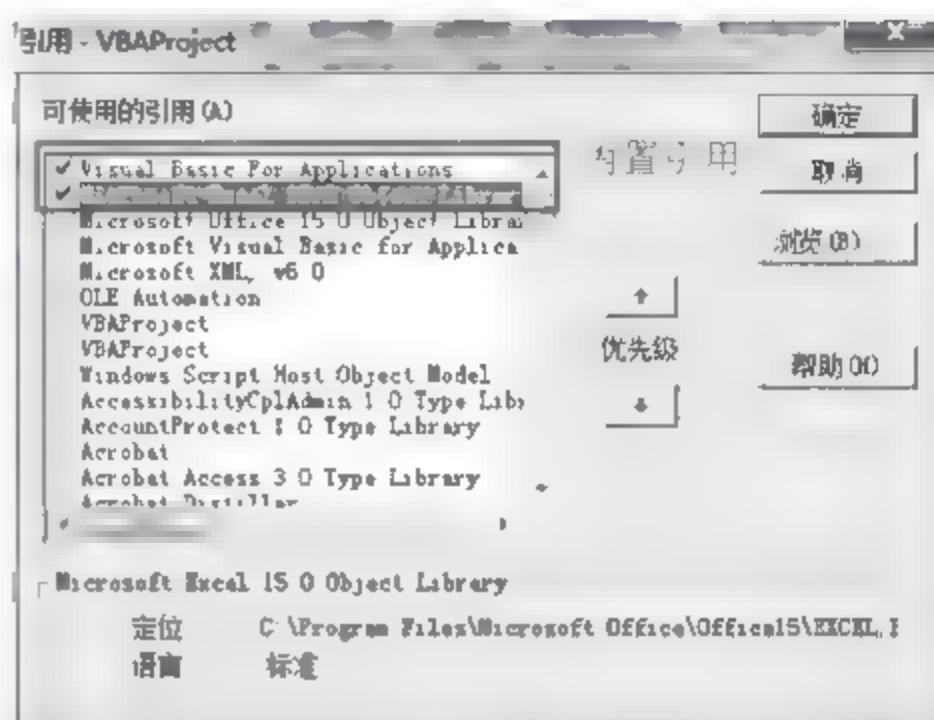 引用 - VBAProject
可使用的引用(A)
确定
✓ Visual Basic For Applications
取消
✓
Microsoft Office 15 0 Object Librar
Microsoft Visual Basic for Applica
浏览(B)
Microsoft XML, v6 0
OLE Automation
VBAProject
VBAProject
优先级
Windows Script Host Object Model
帮助(H)
AccessibilityCplAdmin 1 0 Type Libr
AccountProtect 1 0 Type Library
Acrobat
Acrobat Access 3 0 Type Library
Acrobat Distiller
Microsoft Excel 15 0 Object Library
定位 C:\Program Files\Microsoft Office\Office15\EXCEL.E
语言 标准